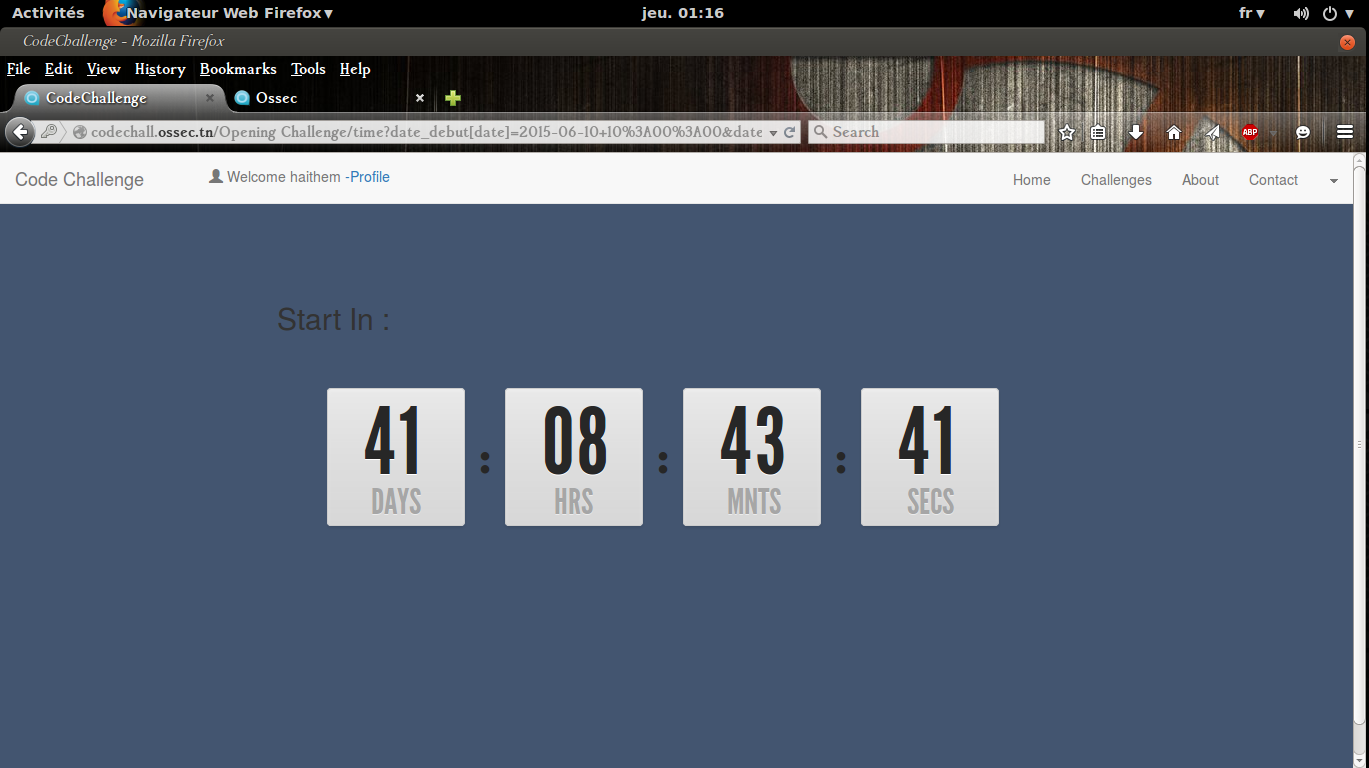 Activités Navigateur Web Firefox jeu. 01:16 fr
CodeChallenge - Mozilla Firefox
File Edit View History Bookmarks Tools Help
CodeChallenge Ossec
codechall.ossec.tn/Opening Challenge/time?date_debut[date]=2015-06-10+10%3A00%3A00&date Search ABP
Code Challenge Welcome haithem -Profile Home Challenges About Contact
Start In :
41 : 08 : 43 : 41
DAYS HRS MNTS SECS